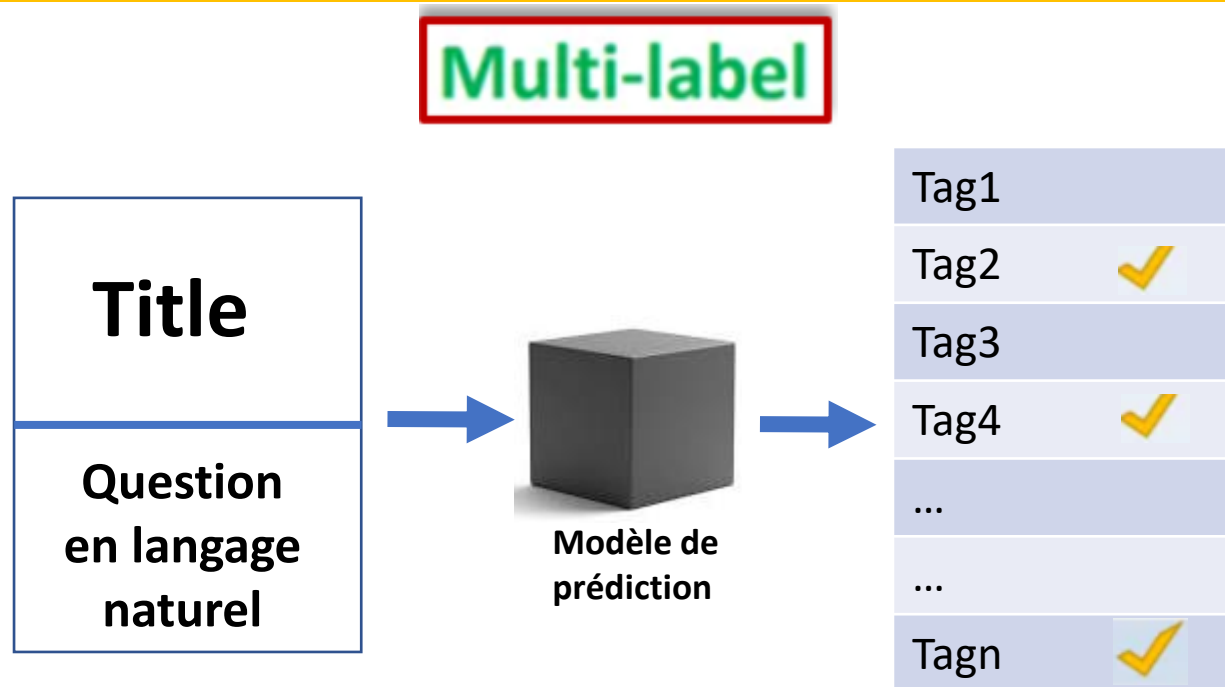 Multi-label
Title
Question
en langage
naturel
Modèle de
prédiction
Tag1
Tag2
Tag3
Tag4
...
...
Tagn